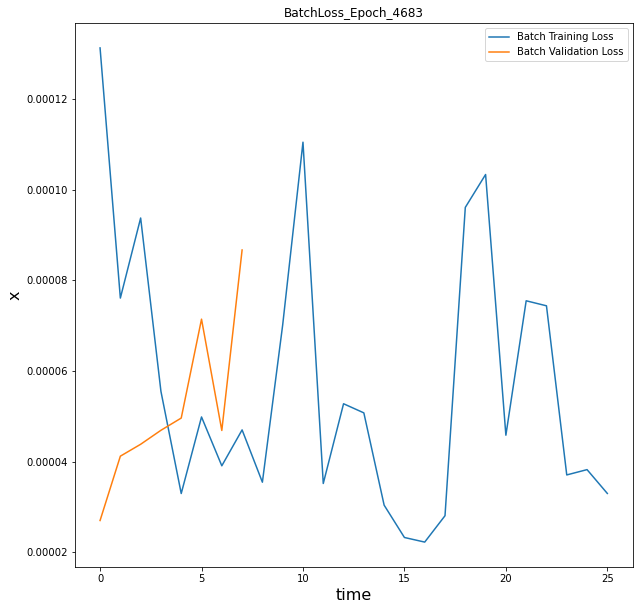 BatchLoss_Epoch_4683
Batch Training Loss
Batch Validation Loss
0.00012
0.00010
0.00008
0.00006
0.00004
0.00002
x
0 5 10 15 20 25
time